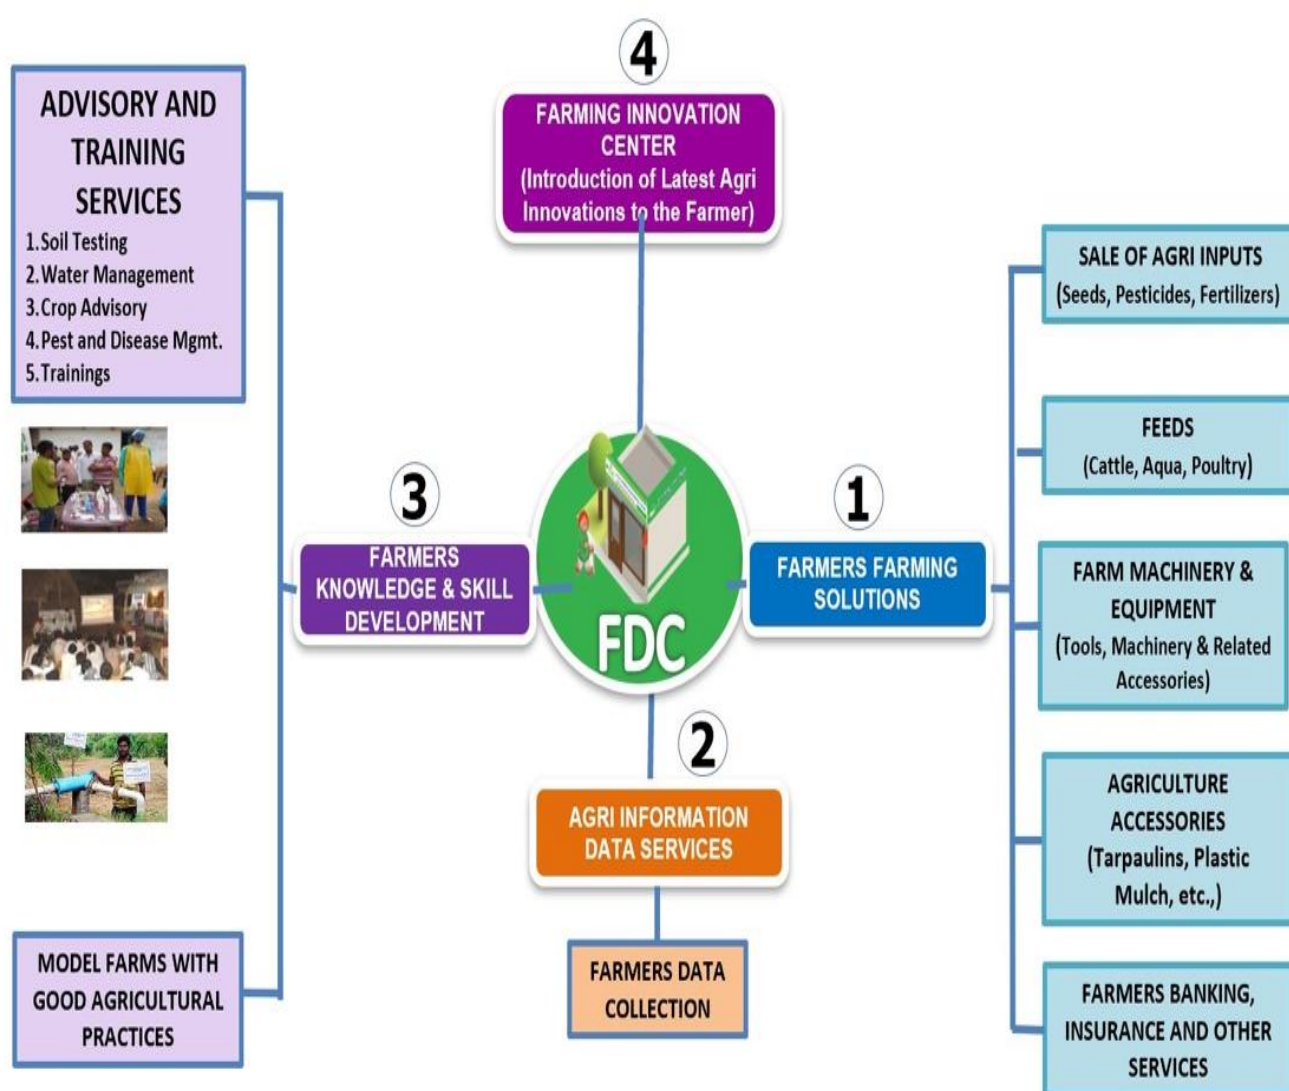 4
FARMING INNOVATION
CENTER
(Introduction of Latest Agri
Innovations to the Farmer)
ADVISORY AND
TRAINING
SERVICES
1.Soil Testing
2.Water Management
3.Crop Advisory
4.Pest and Disease Mgmt.
5.Trainings
3
FARMERS
KNOWLEDGE & SKILL
DEVELOPMENT
MODEL FARMS WITH
GOOD AGRICULTURAL
PRACTICES
FDC
2
AGRI INFORMATION
DATA SERVICES
FARMERS DATA
COLLECTION
1
FARMERS FARMING
SOLUTIONS
SALE OF AGRI INPUTS
(Seeds, Pesticides, Fertilizers)
FEEDS
(Cattle, Aqua, Poultry)
FARM MACHINERY &
EQUIPMENT
(Tools, Machinery & Related
Accessories)
AGRICULTURE
ACCESSORIES
(Tarpaulins, Plastic
Mulch, etc.,)
FARMERS BANKING,
INSURANCE AND OTHER
SERVICES